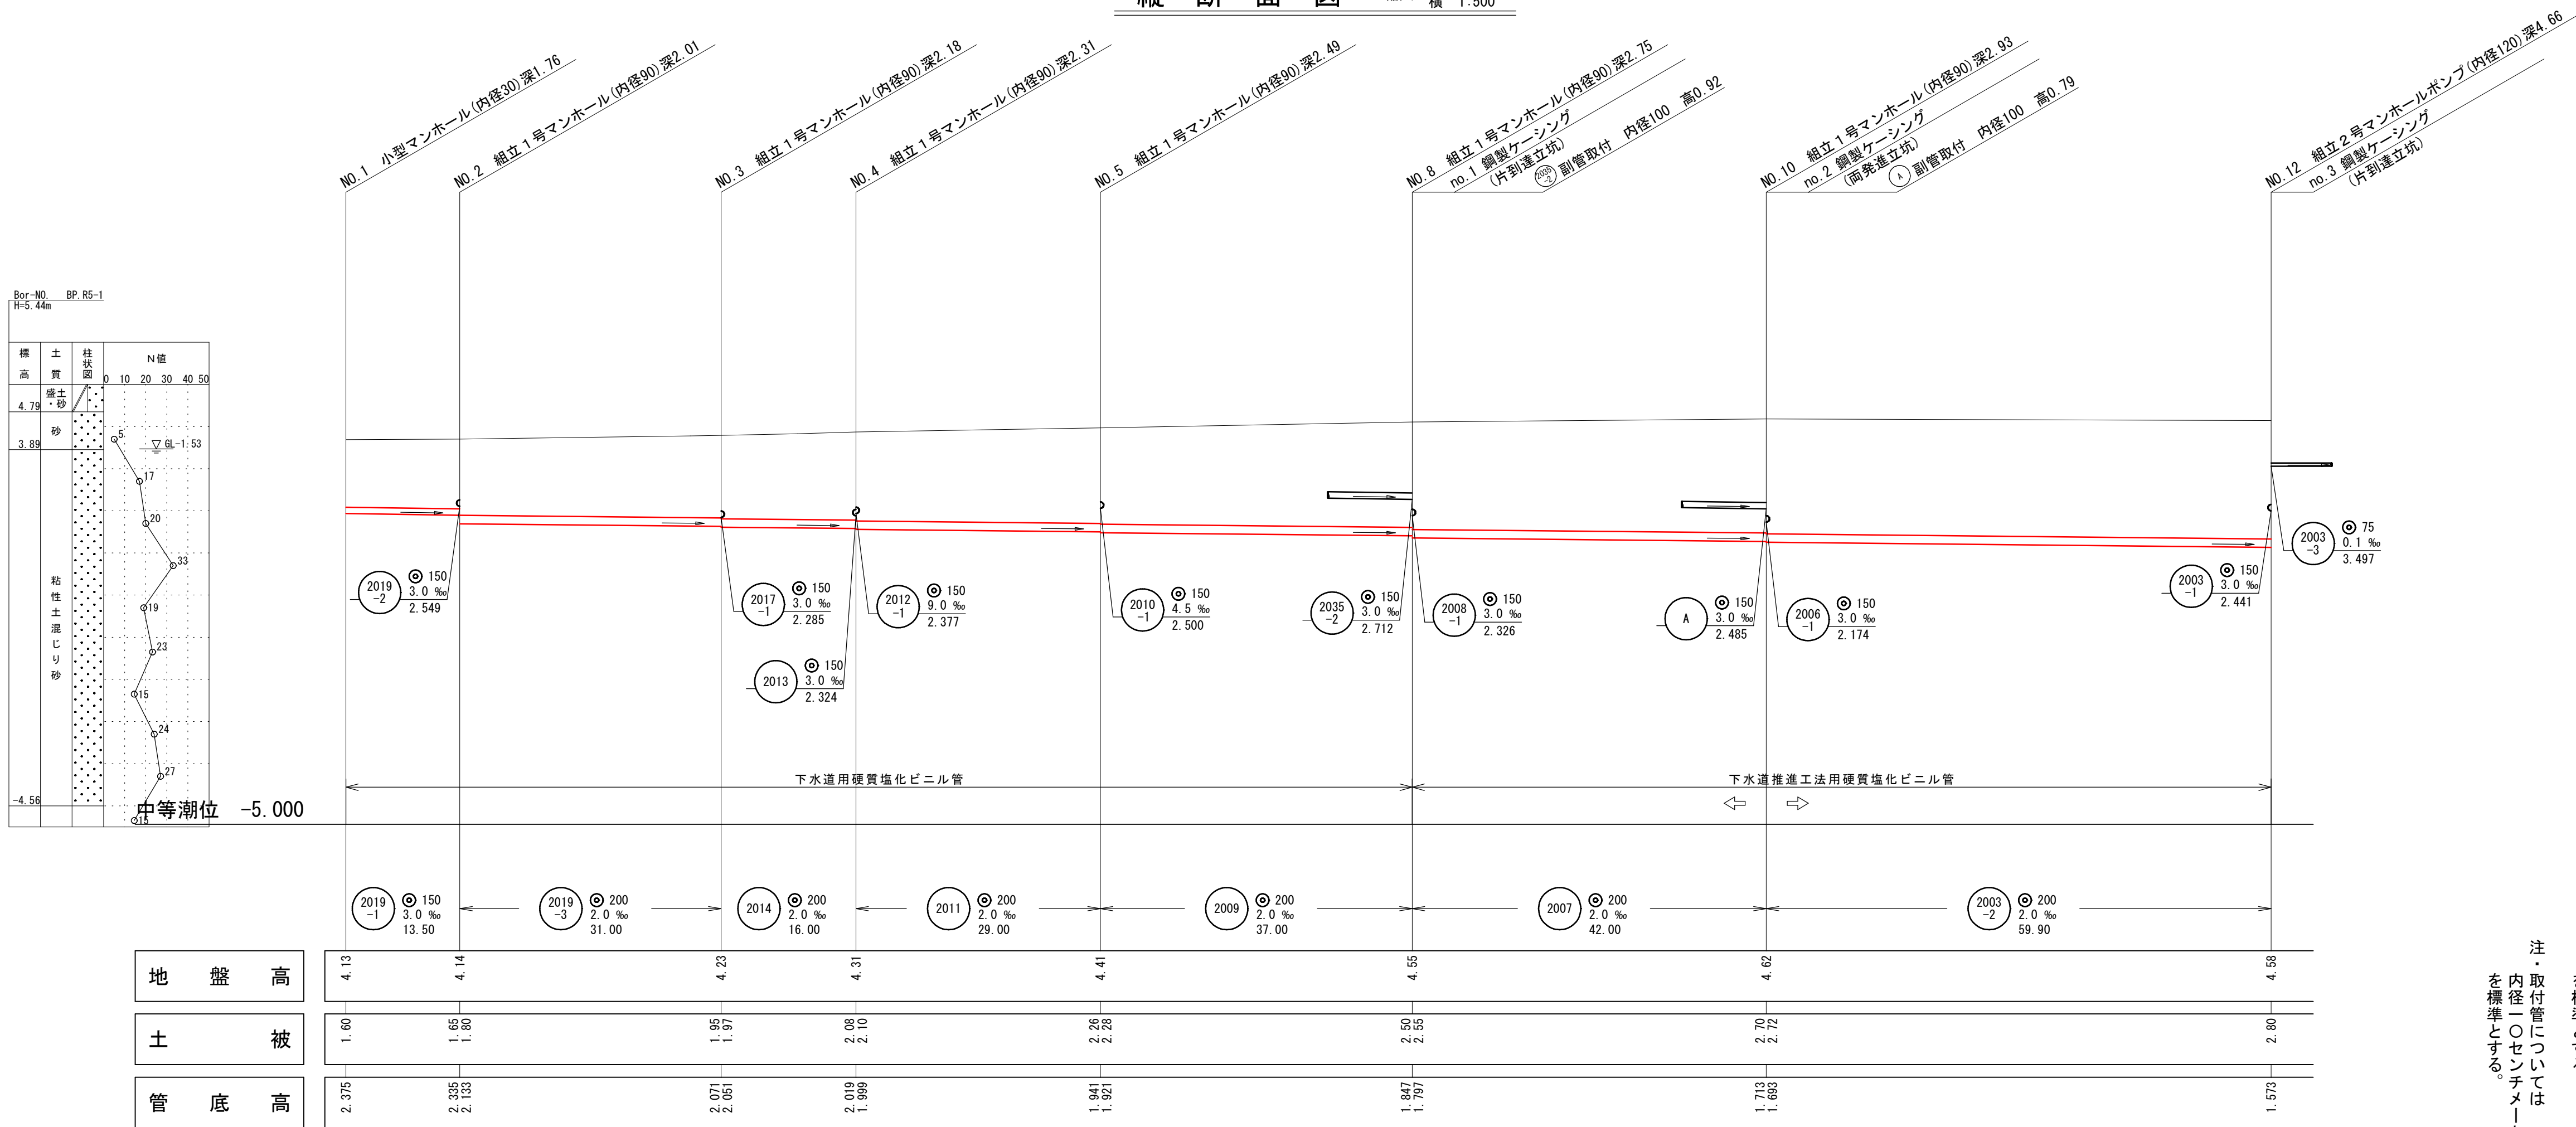 縦 断 面 図
横 1:500
NO.1 小型マンホール(内径30)深1.76
NO.2 組立１号マンホール(内径90)深2.01
NO.3 組立１号マンホール(内径90)深2.18
NO.4 組立１号マンホール(内径90)深2.31
NO.5 組立１号マンホール(内径90)深2.49
NO.8 組立１号マンホール(内径90)深2.75
no.1 鋼製ケーシング
(片到達立坑)
2035-2 副管取付 内径100 高0.92
NO.10 組立１号マンホール(内径90)深2.93
no.2 鋼製ケーシング
(両発進立坑)
A 副管取付 内径100 高0.79
NO.12 組立２号マンホールポンプ(内径120)深4.66
no.3 鋼製ケーシング
(片到達立坑)
Bor-NO. BP.R5-1
H=5.44m
標高 土質 柱状図 N値
0 10 20 30 40 50
盛土・砂
4.79
砂
3.89
GL-1.53
粘性土混じり砂
-4.56
5
17
20
33
19
23
15
24
27
15
2019-2 ◎ 150
3.0 ‰
2.549
2017-1 ◎ 150
3.0 ‰
2.285
2013 ◎ 150
3.0 ‰
2.324
2012-1 ◎ 150
9.0 ‰
2.377
2010-1 ◎ 150
4.5 ‰
2.500
2035-2 ◎ 150
3.0 ‰
2.712
2008-1 ◎ 150
3.0 ‰
2.326
A ◎ 150
3.0 ‰
2.485
2006-1 ◎ 150
3.0 ‰
2.174
2003-1 ◎ 150
3.0 ‰
2.441
2003-3 ◎ 75
0.1 ‰
3.497
下水道用硬質塩化ビニル管
下水道推進工法用硬質塩化ビニル管
中等潮位 -5.000
2019-1 ◎ 150
3.0 ‰
13.50
2019-3 ◎ 200
2.0 ‰
31.00
2014 ◎ 200
2.0 ‰
16.00
2011 ◎ 200
2.0 ‰
29.00
2009 ◎ 200
2.0 ‰
37.00
2007 ◎ 200
2.0 ‰
42.00
2003-2 ◎ 200
2.0 ‰
59.90
地 盤 高 4.13 4.14 4.23 4.31 4.41 4.55 4.62 4.58
土 被 1.60 1.65 1.80 1.95 1.97 2.08 2.10 2.26 2.28 2.50 2.55 2.70 2.72 2.80
管 底 高 2.375 2.335 2.133 2.071 2.051 2.019 1.999 1.941 1.921 1.847 1.797 1.713 1.693 1.573
注・取付管については
内径一〇センチメー
を標準とする。